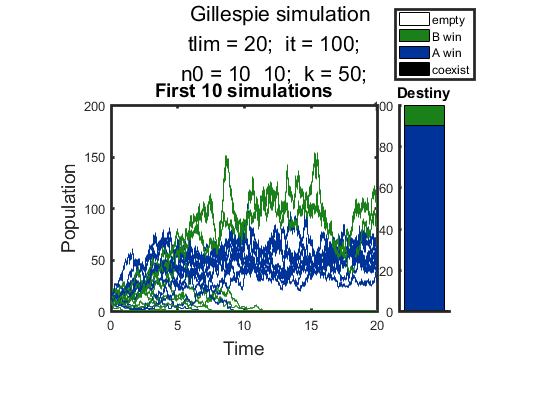 Gillespie simulation
tlim = 20;  it = 100;
n0 = 10  10;  k = 50;
empty
B win
A win
coexist
First 10 simulations
Destiny
Population
200
150
100
50
0
0
5
10
15
20
Time
100
80
60
40
20
0